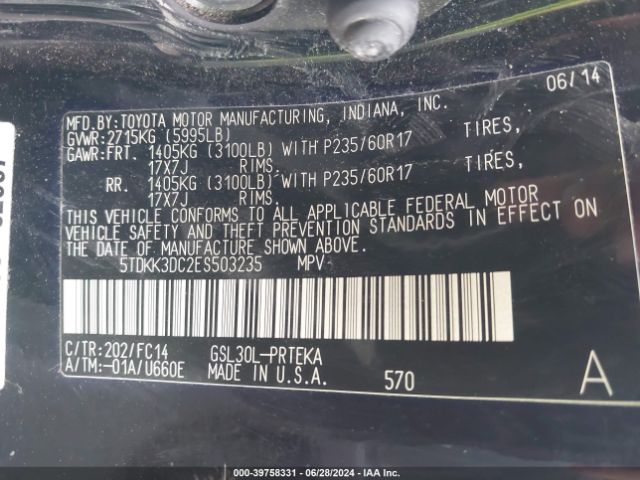 06/14
MFD.BY:TOYOTA MOTOR MANUFACTURING, INDIANA, INC.
GVWR:2715KG (5995LB)
GAWR:FRT. 1405KG (3100LB) WITH P235/60R17 TIRES,
17X7J RIMS.
RR. 1405KG (3100LB) WITH P235/60R17 TIRES,
17X7J RIMS.
THIS VEHICLE CONFORMS TO ALL APPLICABLE FEDERAL MOTOR
VEHICLE SAFETY AND THEFT PREVENTION STANDARDS IN EFFECT ON
THE DATE OF MANUFACTURE SHOWN ABOVE.
5TDKK3DC2ES503235 MPV
C/TR:202/FC14 GSL30L-PRTEKA
A/TM:-01A/U660E MADE IN U.S.A. 570 A
000-39758331 | 06/28/2024 | IAA Inc.